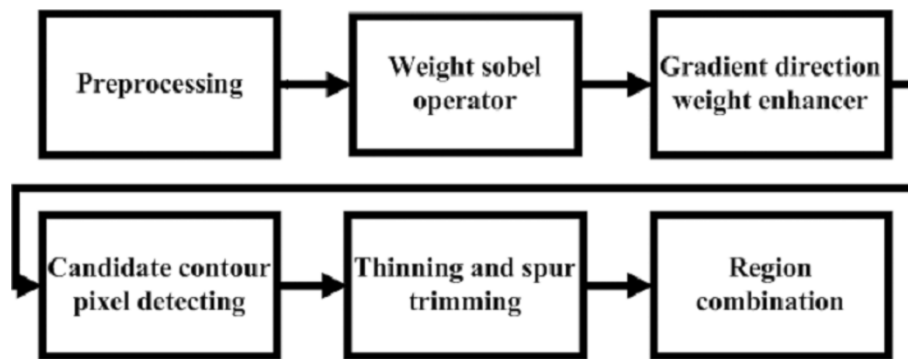 Preprocessing
Weight sobel
operator
Gradient direction
weight enhancer
Candidate contour
pixel detecting
Thinning and spur
trimming
Region
combination